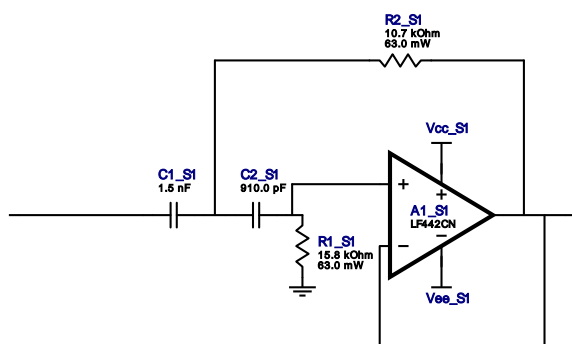 R2_S1
10.7 kOhm
63.0 mW
Vcc_S1
C1_S1
1.5 nF
C2_S1
910.0 pF
+
+
A1_S1
LF442CN
−
−
R1_S1
15.8 kOhm
63.0 mW
Vee_S1